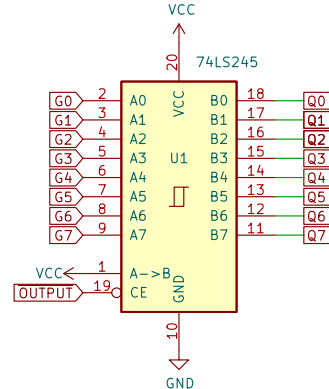 VCC
20 74LS245
VCC
G0 2 A0 B0 18 Q0
G1 3 A1 B1 17 Q1
G2 4 A2 B2 16 Q2
G3 5 A3 U1 B3 15 Q3
G4 6 A4 B4 14 Q4
G5 7 A5 B5 13 Q5
G6 8 A6 B6 12 Q6
G7 9 A7 B7 11 Q7
VCC 1 A->B
OUTPUT 19 CE
GND
10
GND